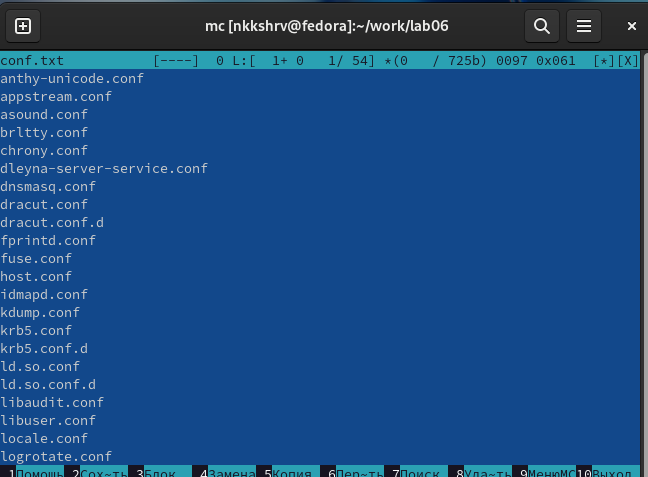 mc [nkkshrv@fedora]:~/work/lab06
conf.txt [----] 0 L:[ 1+ 0 1/ 54] *(0 / 725b) 0097 0x061 [*][X]
anthy-unicode.conf
appstream.conf
asound.conf
brltty.conf
chrony.conf
dleyna-server-service.conf
dnsmasq.conf
dracut.conf
dracut.conf.d
fprintd.conf
fuse.conf
host.conf
idmapd.conf
kdump.conf
krb5.conf
krb5.conf.d
ld.so.conf
ld.so.conf.d
libaudit.conf
libuser.conf
locale.conf
logrotate.conf
1Помощь 2Сох~ть 3Блок 4Замена 5Копия 6Пер~ть 7Поиск 8Уда~ть 9МенюMC 10Выход